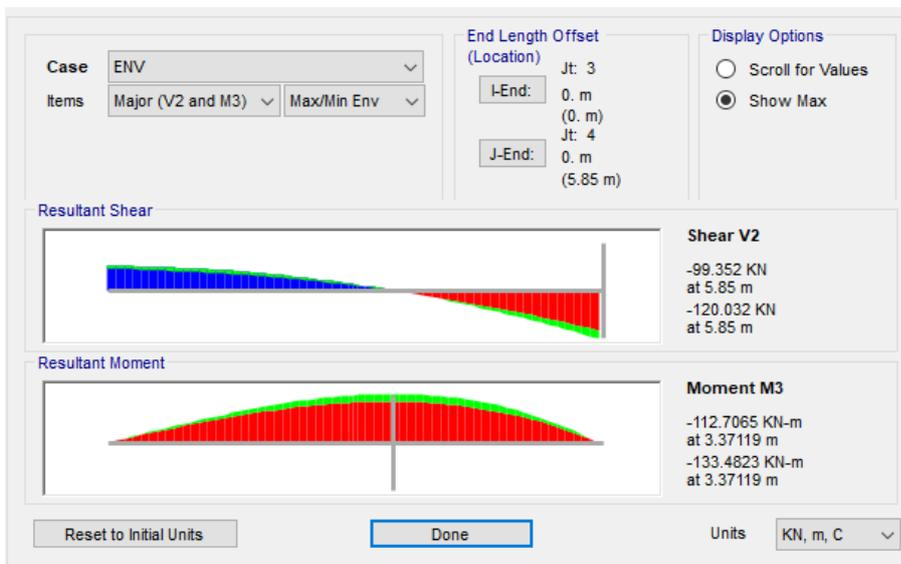 Case ENV
Items Major (V2 and M3) Max/Min Env
End Length Offset
(Location)
I-End:
Jt: 3
0. m
(0. m)
J-End:
Jt: 4
0. m
(5.85 m)
Display Options
Scroll for Values
Show Max
Resultant Shear
Shear V2
-99.352 KN
at 5.85 m
-120.032 KN
at 5.85 m
Resultant Moment
Moment M3
-112.7065 KN-m
at 3.37119 m
-133.4823 KN-m
at 3.37119 m
Reset to Initial Units
Done
Units KN, m, C